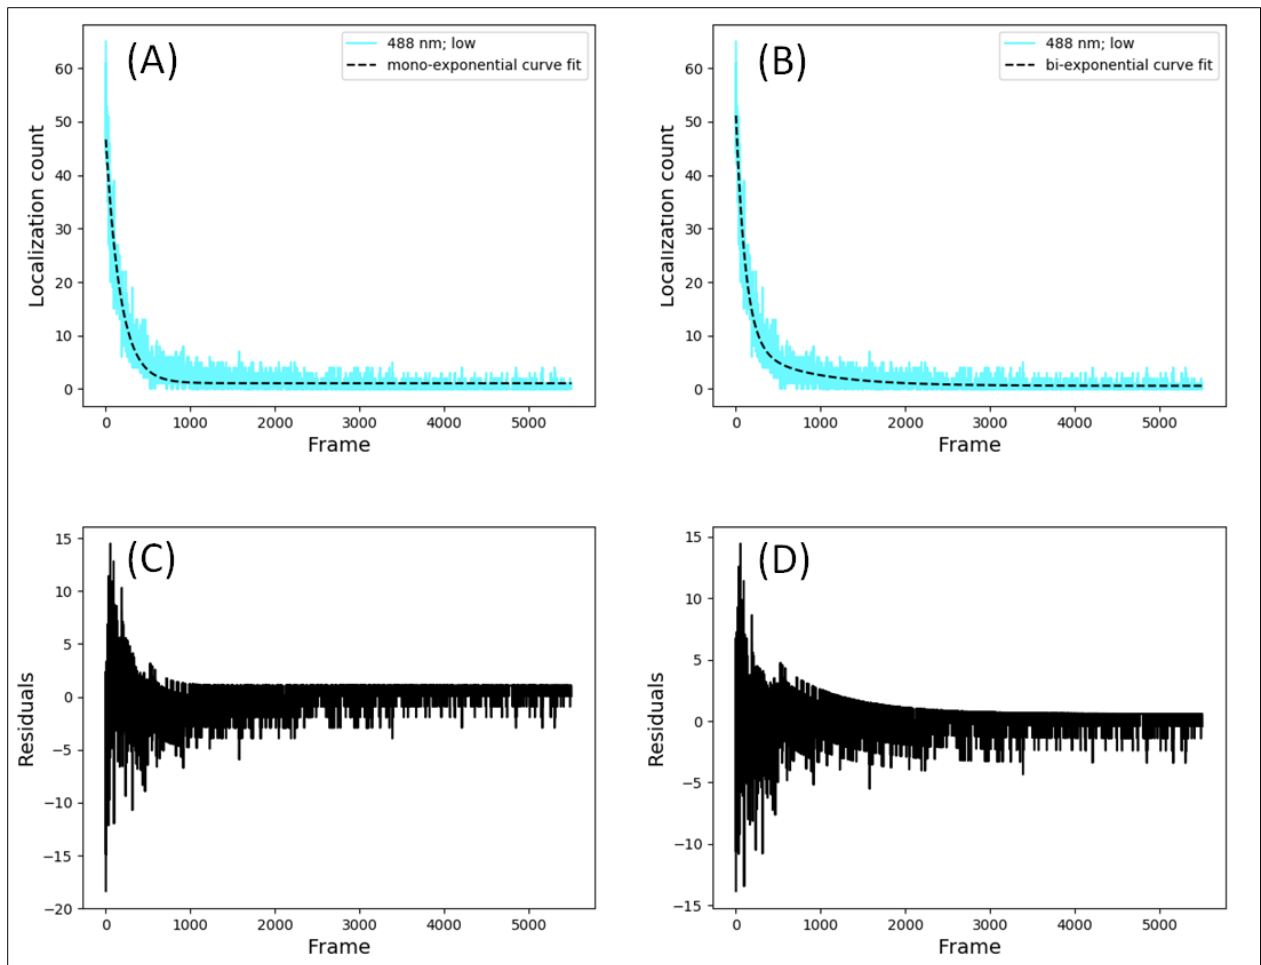 (A)
488 nm; low
mono-exponential curve fit
Localization count
60
50
40
30
20
10
0
0 1000 2000 3000 4000 5000
Frame
(B)
488 nm; low
bi-exponential curve fit
Localization count
60
50
40
30
20
10
0
0 1000 2000 3000 4000 5000
Frame
(C)
Residuals
15
10
5
0
−5
−10
−15
−20
0 1000 2000 3000 4000 5000
Frame
(D)
Residuals
15
10
5
0
−5
−10
−15
0 1000 2000 3000 4000 5000
Frame